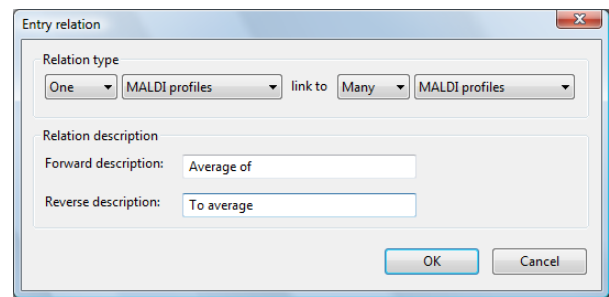 Entry relation
Relation type
One MALDI profiles link to Many MALDI profiles
Relation description
Forward description: Average of
Reverse description: To average
OK Cancel